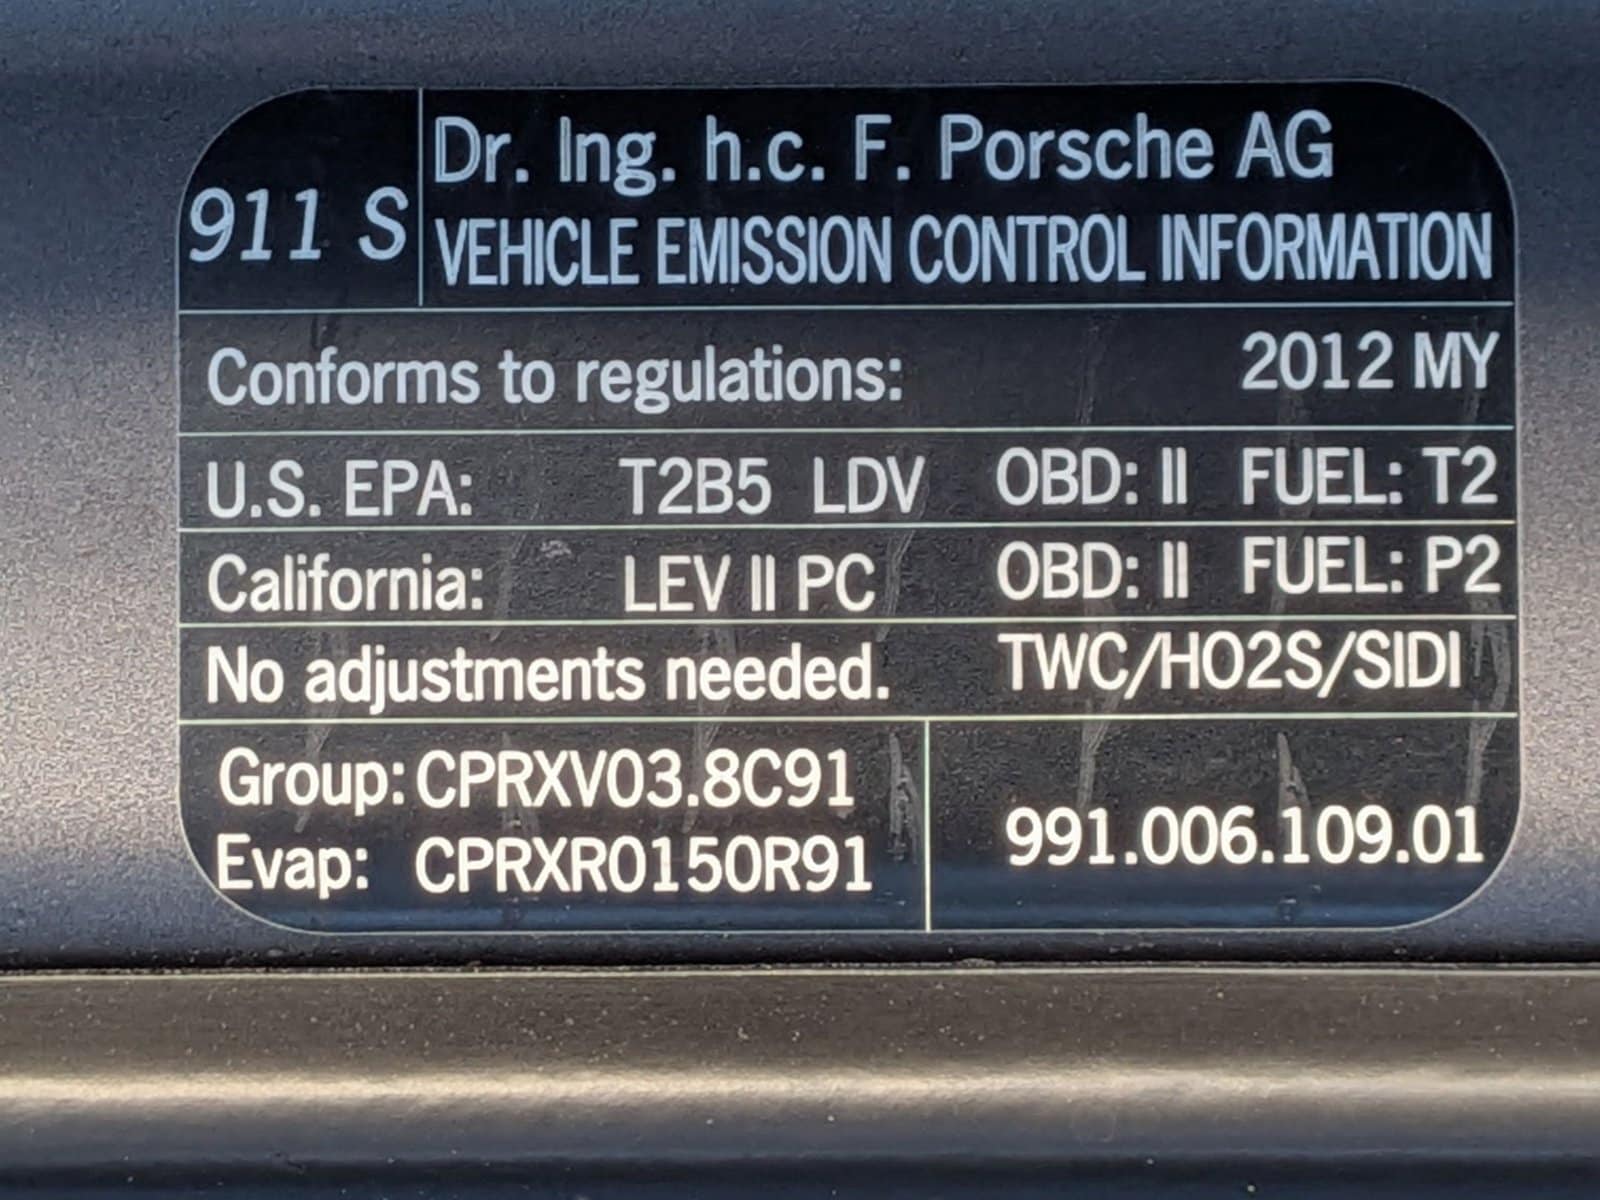 911 S
Dr. Ing. h.c. F. Porsche AG
VEHICLE EMISSION CONTROL INFORMATION
Conforms to regulations: 2012 MY
U.S. EPA: T2B5 LDV OBD: II FUEL: T2
California: LEV II PC OBD: II FUEL: P2
No adjustments needed. TWC/HO2S/SIDI
Group: CPRXV03.8C91
Evap: CPRXR0150R91
991.006.109.01